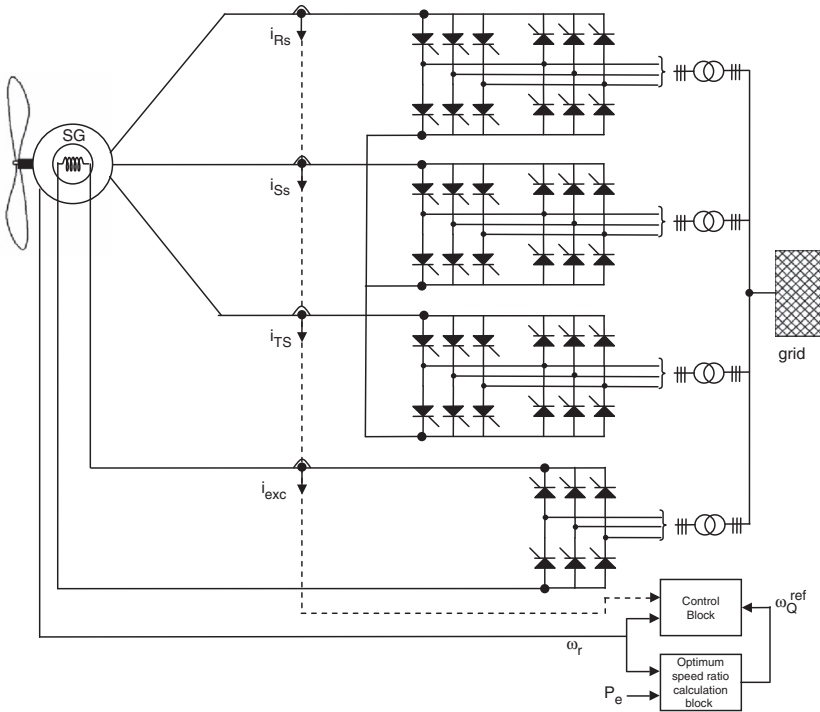 i_Rs
SG
i_Ss
i_TS
grid
i_exc
Control
Block
ω_Q^ref
ω_r
Optimum
speed ratio
calculation
block
P_e